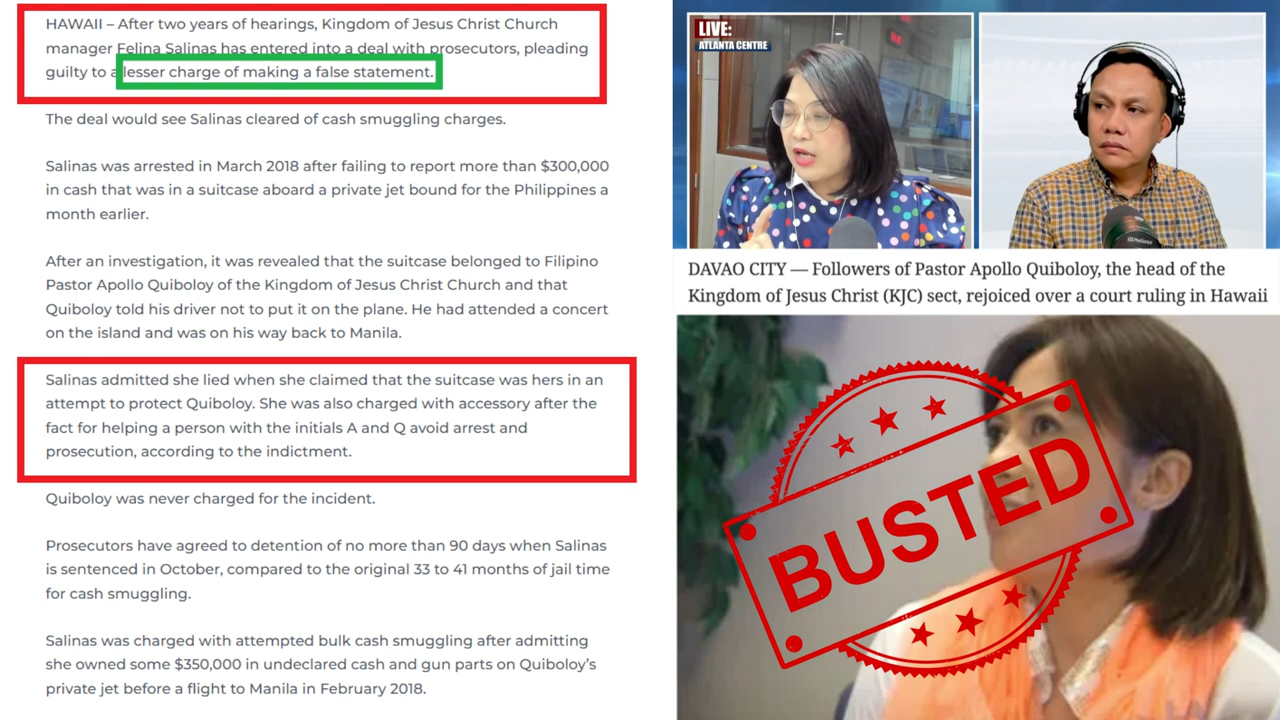 HAWAII – After two years of hearings, Kingdom of Jesus Christ Church
manager Felina Salinas has entered into a deal with prosecutors, pleading
guilty to a lesser charge of making a false statement.
The deal would see Salinas cleared of cash smuggling charges.
Salinas was arrested in March 2018 after failing to report more than $300,000
in cash that was in a suitcase aboard a private jet bound for the Philippines a
month earlier.
After an investigation, it was revealed that the suitcase belonged to Filipino
Pastor Apollo Quiboloy of the Kingdom of Jesus Christ Church and that
Quiboloy told his driver not to put it on the plane. He had attended a concert
on the island and was on his way back to Manila.
Salinas admitted she lied when she claimed that the suitcase was hers in an
attempt to protect Quiboloy. She was also charged with accessory after the
fact for helping a person with the initials A and Q avoid arrest and
prosecution, according to the indictment.
Quiboloy was never charged for the incident.
Prosecutors have agreed to detention of no more than 90 days when Salinas
is sentenced in October, compared to the original 33 to 41 months of jail time
for cash smuggling.
Salinas was charged with attempted bulk cash smuggling after admitting
she owned some $350,000 in undeclared cash and gun parts on Quiboloy's
private jet before a flight to Manila in February 2018.
LIVE:
ATLANTA CENTRE
DAVAO CITY — Followers of Pastor Apollo Quiboloy, the head of the
Kingdom of Jesus Christ (KJC) sect, rejoiced over a court ruling in Hawaii
BUSTED